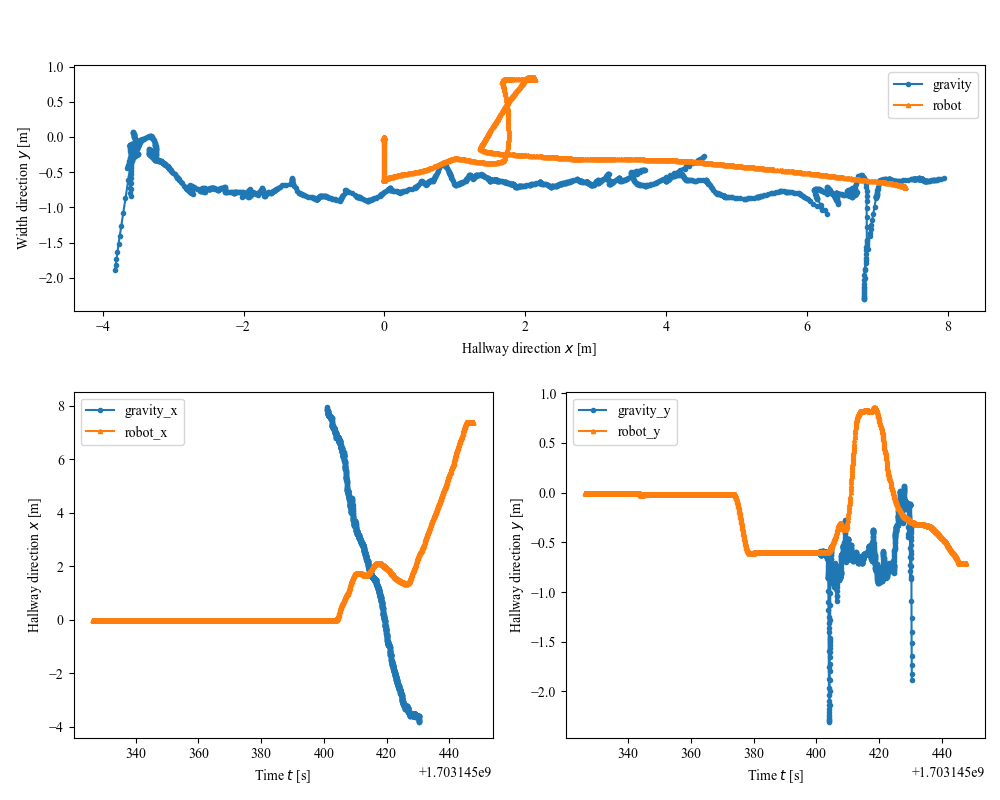 gravity
robot
1.0
0.5
0.0
−0.5
−1.0
−1.5
−2.0
Width direction y [m]
−4
−2
0
2
4
6
8
Hallway direction x [m]
gravity_x
robot_x
8
6
4
2
0
−2
−4
Hallway direction x [m]
340
360
380
400
420
440
+1.703145e9
Time t [s]
gravity_y
robot_y
1.0
0.5
0.0
−0.5
−1.0
−1.5
−2.0
Hallway direction y [m]
340
360
380
400
420
440
+1.703145e9
Time t [s]